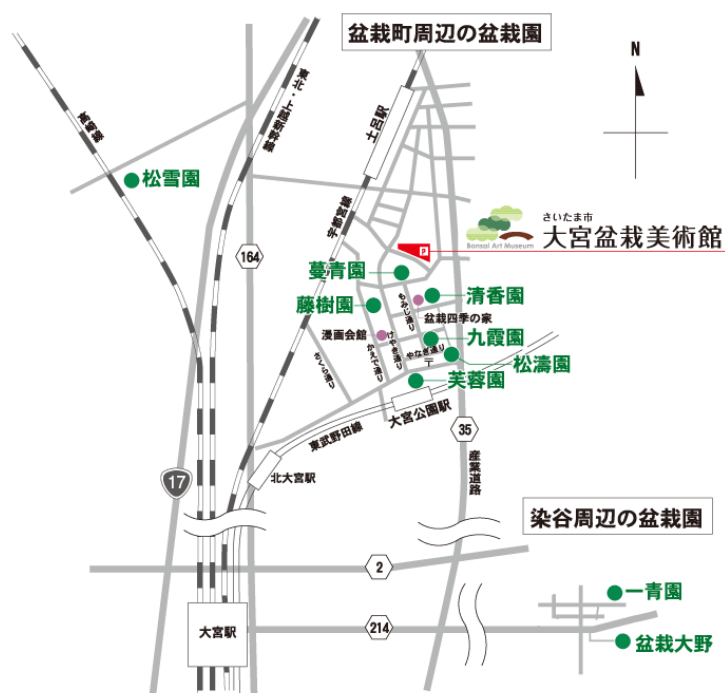 盆栽町周辺の盆栽園
N
高崎線
東北・上越新幹線
土呂駅
松雪園
宇都宮線
164
さいたま市
大宮盆栽美術館
Bonsai Art Museum
P
蔓青園
清香園
藤樹園
もみじ通り
盆栽四季の家
漫画会館
けやき通り
かえで通り
九霞園
やなぎ通り
松濤園
さくら通り
〒
芙蓉園
大宮公園駅
東武野田線
35
産業道路
北大宮駅
17
染谷周辺の盆栽園
2
一青園
大宮駅
214
盆栽大野